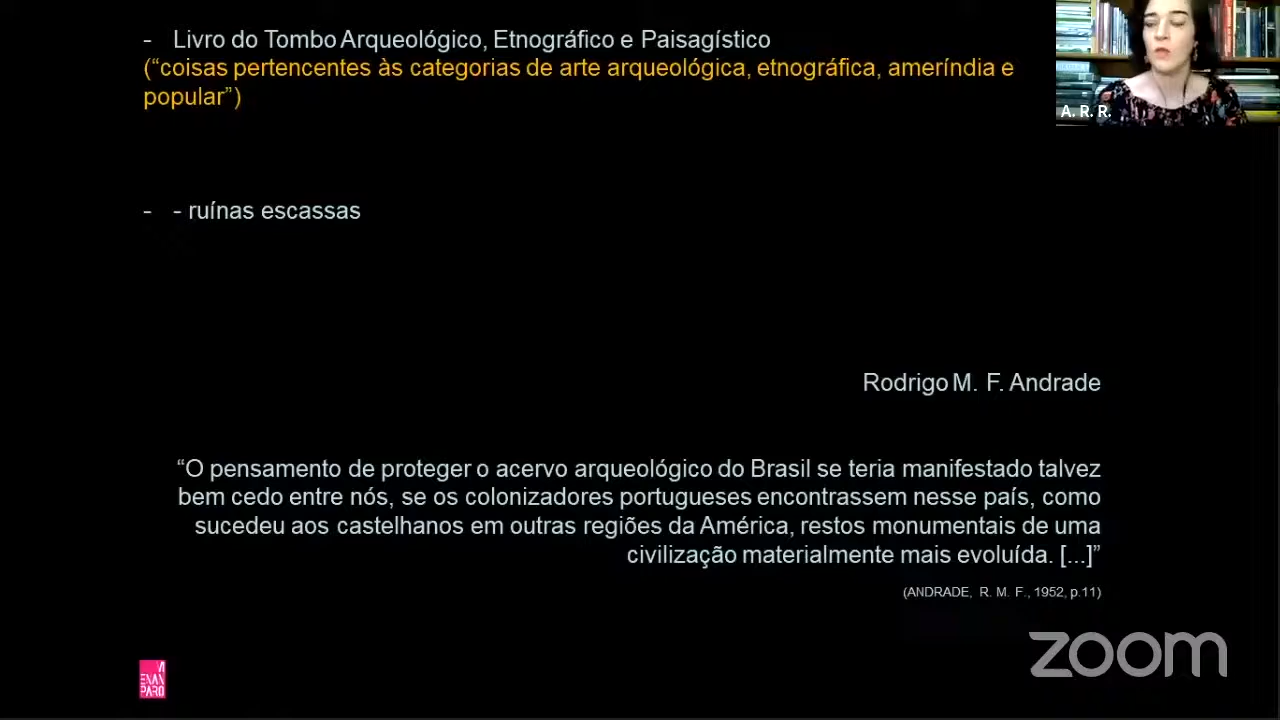 - Livro do Tombo Arqueológico, Etnográfico e Paisagístico
(“coisas pertencentes às categorias de arte arqueológica, etnográfica, ameríndia e
popular”)
A. R. R.
- - ruínas escassas
Rodrigo M. F. Andrade
“O pensamento de proteger o acervo arqueológico do Brasil se teria manifestado talvez
bem cedo entre nós, se os colonizadores portugueses encontrassem nesse país, como
sucedeu aos castelhanos em outras regiões da América, restos monumentais de uma
civilização materialmente mais evoluída. [...]”
(ANDRADE, R. M. F., 1952, p.11)
VI
ENAN
PARQ
zoom